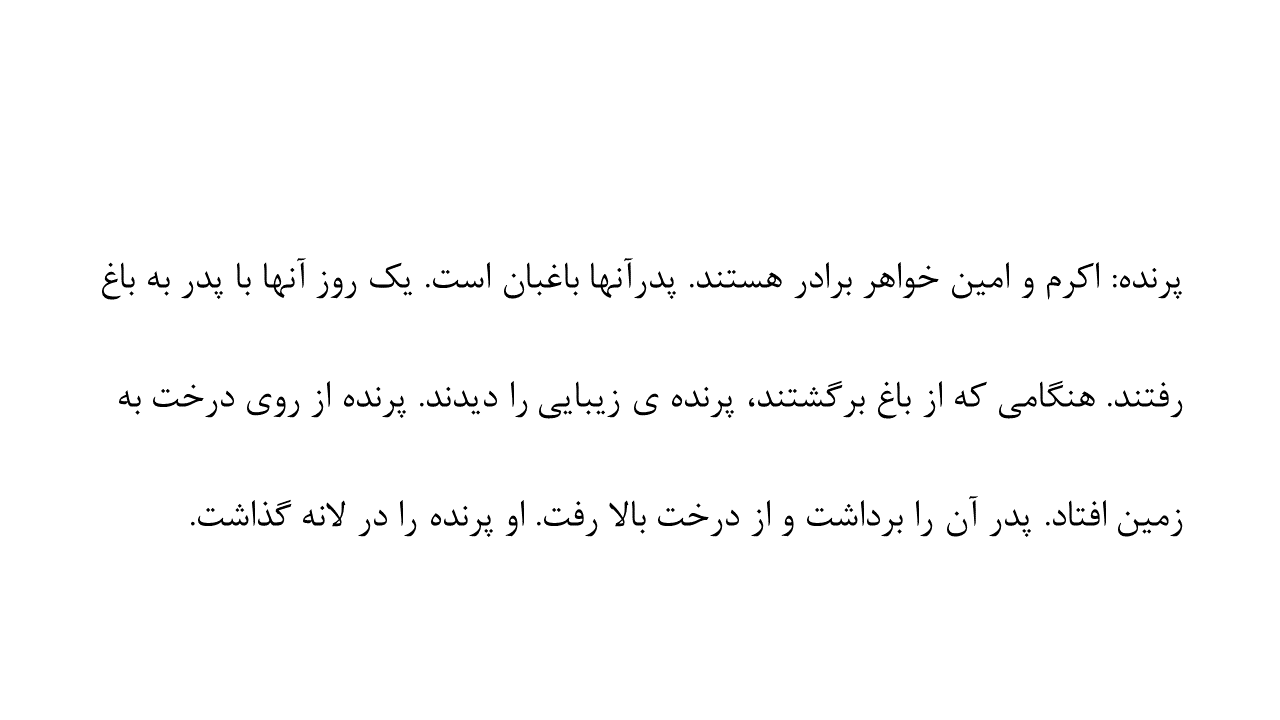 پرنده: اکرم و امین خواهر برادر هستند. پدرآنها باغبان است. یک روز آنها با پدر به باغ
رفتند. هنگامی که از باغ برگشتند، پرنده ی زیبایی را دیدند. پرنده از روی درخت به
زمین افتاد. پدر آن را برداشت و از درخت بالا رفت. او پرنده را در لانه گذاشت.